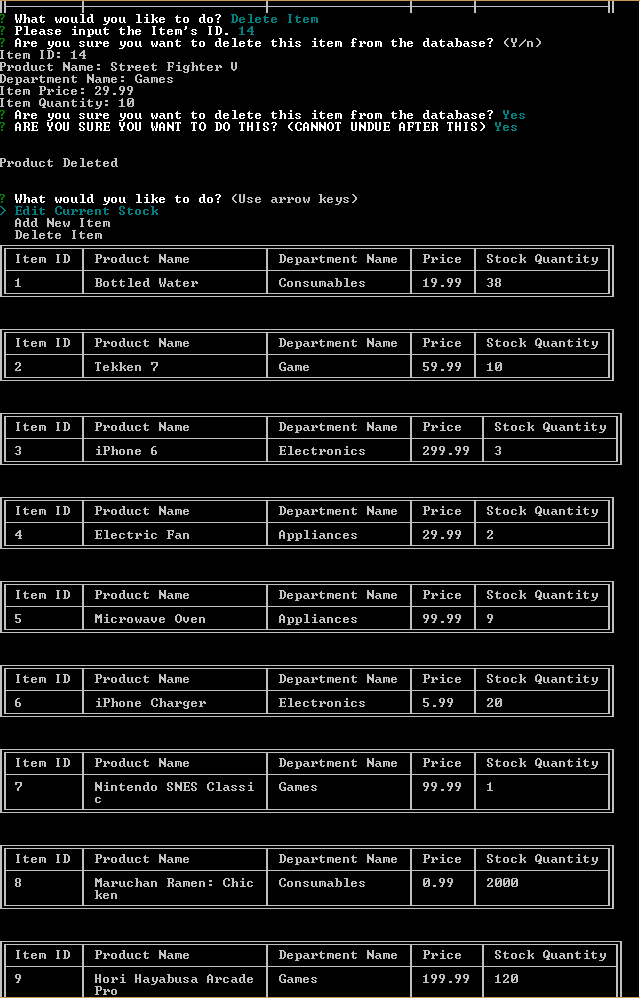 ? What would you like to do? Delete Item
? Please input the Item's ID. 14
? Are you sure you want to delete this item from the database? (Y/n)
Item ID: 14
Product Name: Street Fighter V
Department Name: Games
Item Price: 29.99
Item Quantity: 10
? Are you sure you want to delete this item from the database? Yes
? ARE YOU SURE YOU WANT TO DO THIS? (CANNOT UNDUE AFTER THIS) Yes
Product Deleted
? What would you like to do? (Use arrow keys)
> Edit Current Stock
Add New Item
Delete Item
Item ID Product Name Department Name Price Stock Quantity
1 Bottled Water Consumables 19.99 38
Item ID Product Name Department Name Price Stock Quantity
2 Tekken 7 Game 59.99 10
Item ID Product Name Department Name Price Stock Quantity
3 iPhone 6 Electronics 299.99 3
Item ID Product Name Department Name Price Stock Quantity
4 Electric Fan Appliances 29.99 2
Item ID Product Name Department Name Price Stock Quantity
5 Microwave Oven Appliances 99.99 9
Item ID Product Name Department Name Price Stock Quantity
6 iPhone Charger Electronics 5.99 20
Item ID Product Name Department Name Price Stock Quantity
7 Nintendo SNES Classi Games 99.99 1
c
Item ID Product Name Department Name Price Stock Quantity
8 Maruchan Ramen: Chic Consumables 0.99 2000
ken
Item ID Product Name Department Name Price Stock Quantity
9 Hori Hayabusa Arcade Games 199.99 120
Pro